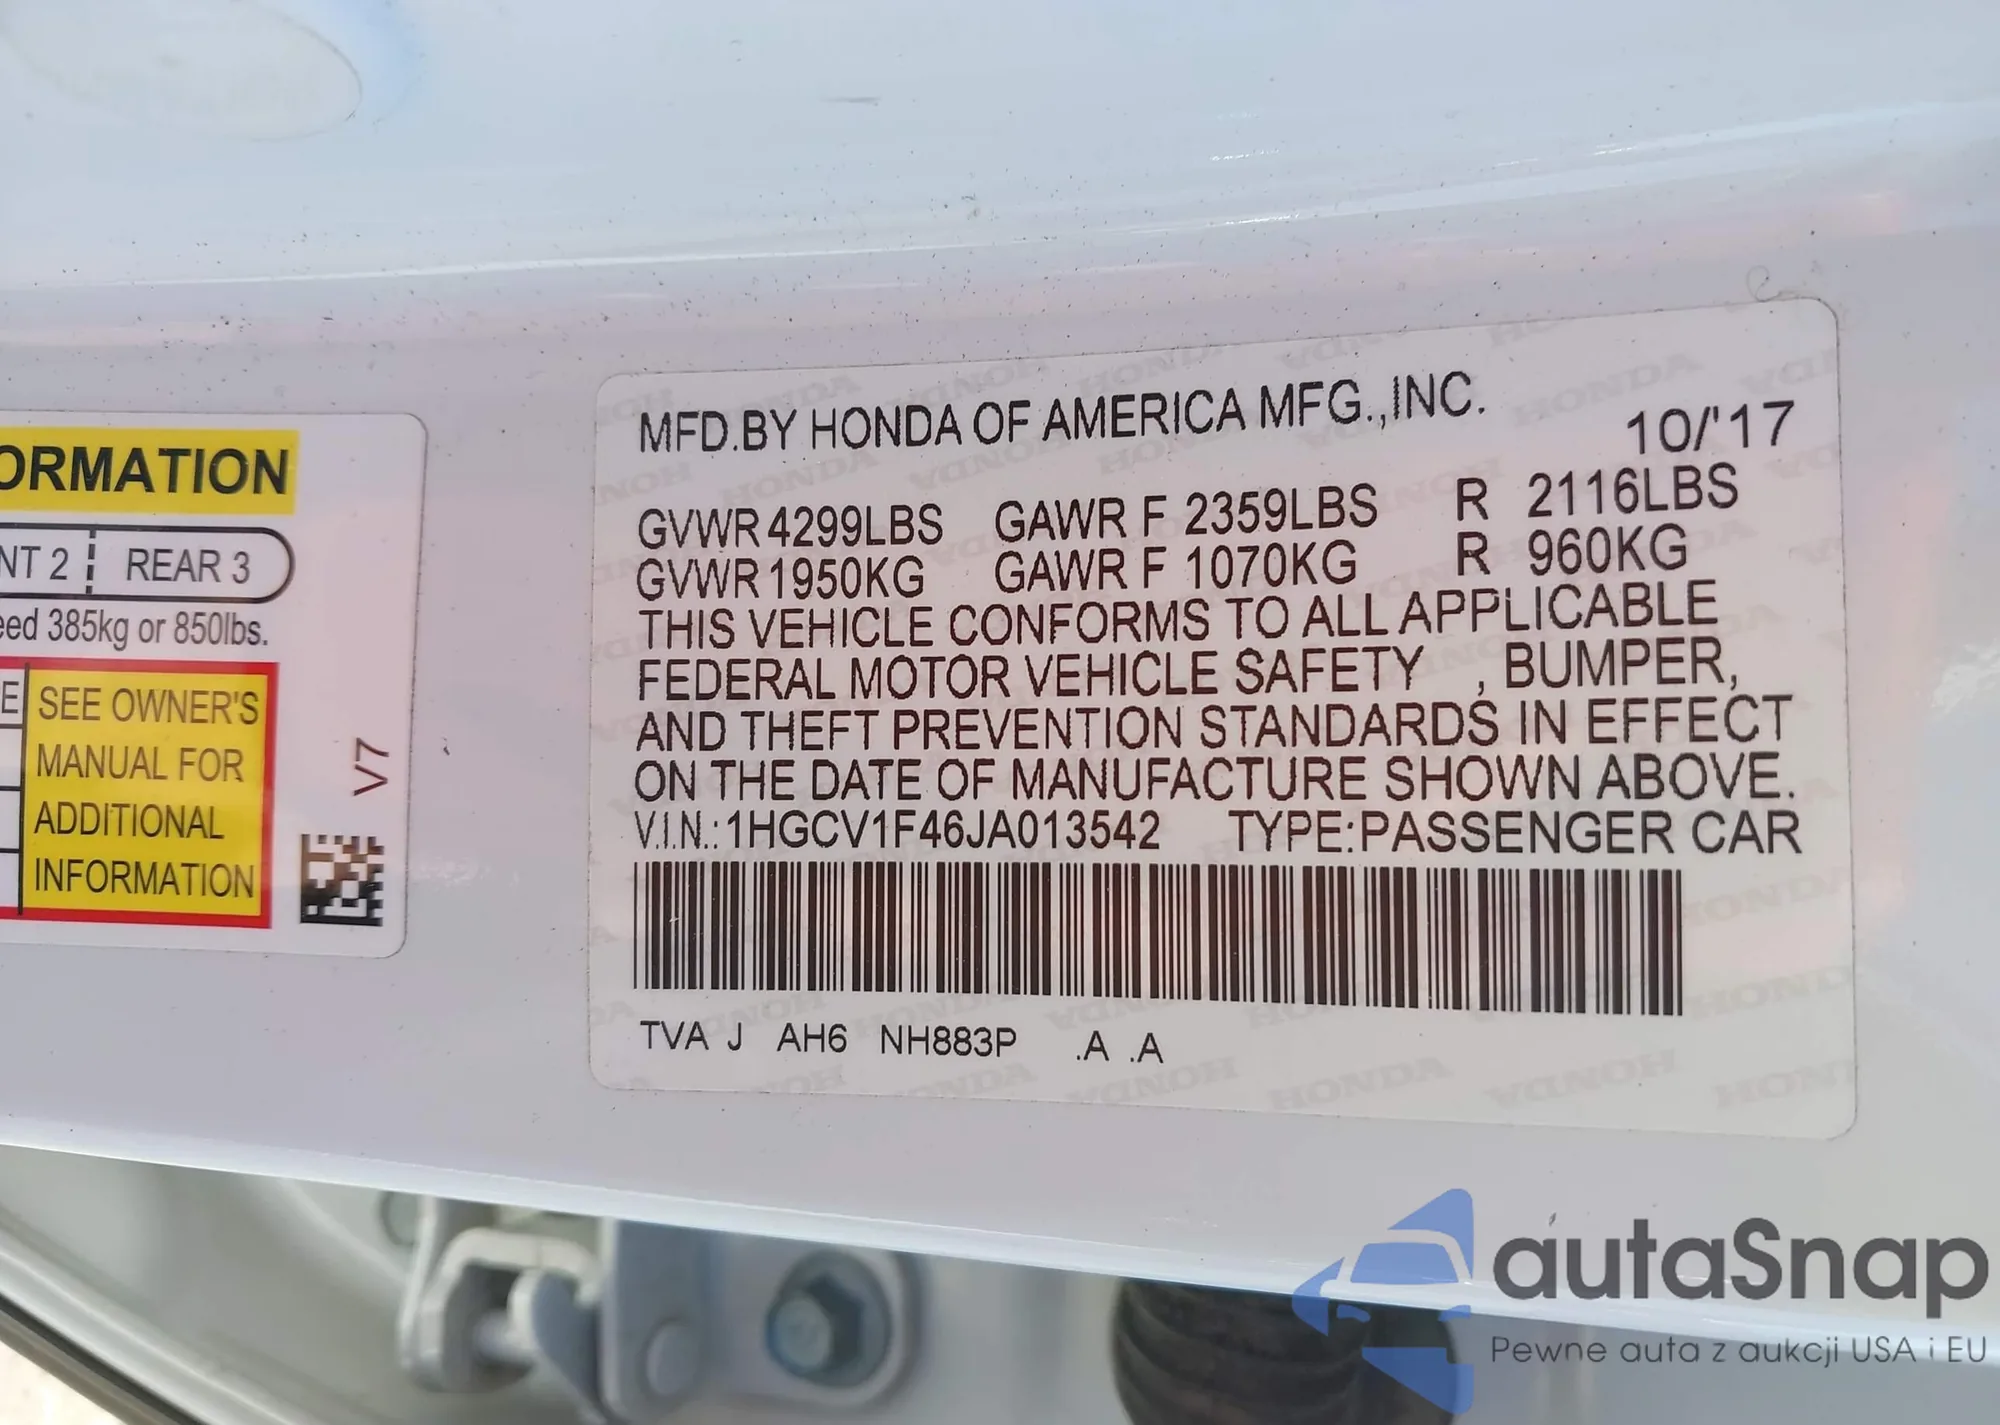 ORMATION
NT 2 REAR 3
eed 385kg or 850lbs.
E
SEE OWNER'S
MANUAL FOR
ADDITIONAL
INFORMATION
V7
MFD.BY HONDA OF AMERICA MFG.,INC.
10/'17
GVWR 4299LBS GAWR F 2359LBS R 2116LBS
GVWR 1950KG GAWR F 1070KG R 960KG
THIS VEHICLE CONFORMS TO ALL APPLICABLE
FEDERAL MOTOR VEHICLE SAFETY , BUMPER,
AND THEFT PREVENTION STANDARDS IN EFFECT
ON THE DATE OF MANUFACTURE SHOWN ABOVE.
V.I.N.:1HGCV1F46JA013542 TYPE:PASSENGER CAR
TVA J AH6 NH883P .A .A
autaSnap
Pewne auta z aukcji USA i EU